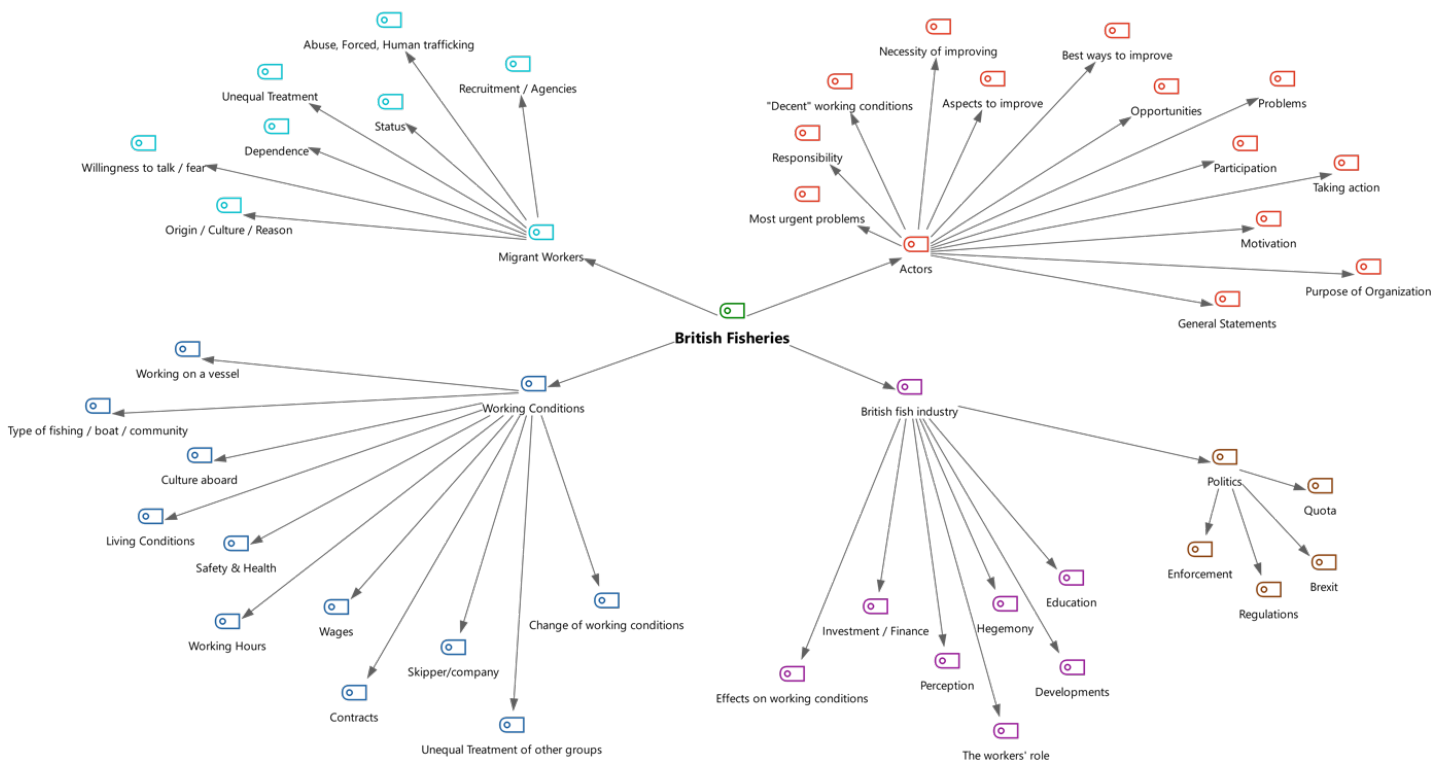 Abuse, Forced, Human trafficking
Recruitment / Agencies
Unequal Treatment
Status
Dependence
Willingness to talk / fear
Origin / Culture / Reason
Migrant Workers
Necessity of improving
Best ways to improve
"Decent" working conditions
Aspects to improve
Opportunities
Problems
Responsibility
Participation
Taking action
Most urgent problems
Motivation
Actors
Purpose of Organization
General Statements
British Fisheries
Working on a vessel
Working Conditions
Type of fishing / boat / community
Culture aboard
Living Conditions
Safety & Health
Working Hours
Wages
Change of working conditions
Skipper/company
Contracts
Unequal Treatment of other groups
British fish industry
Politics
Quota
Enforcement
Brexit
Regulations
Education
Investment / Finance
Hegemony
Perception
Developments
Effects on working conditions
The workers' role